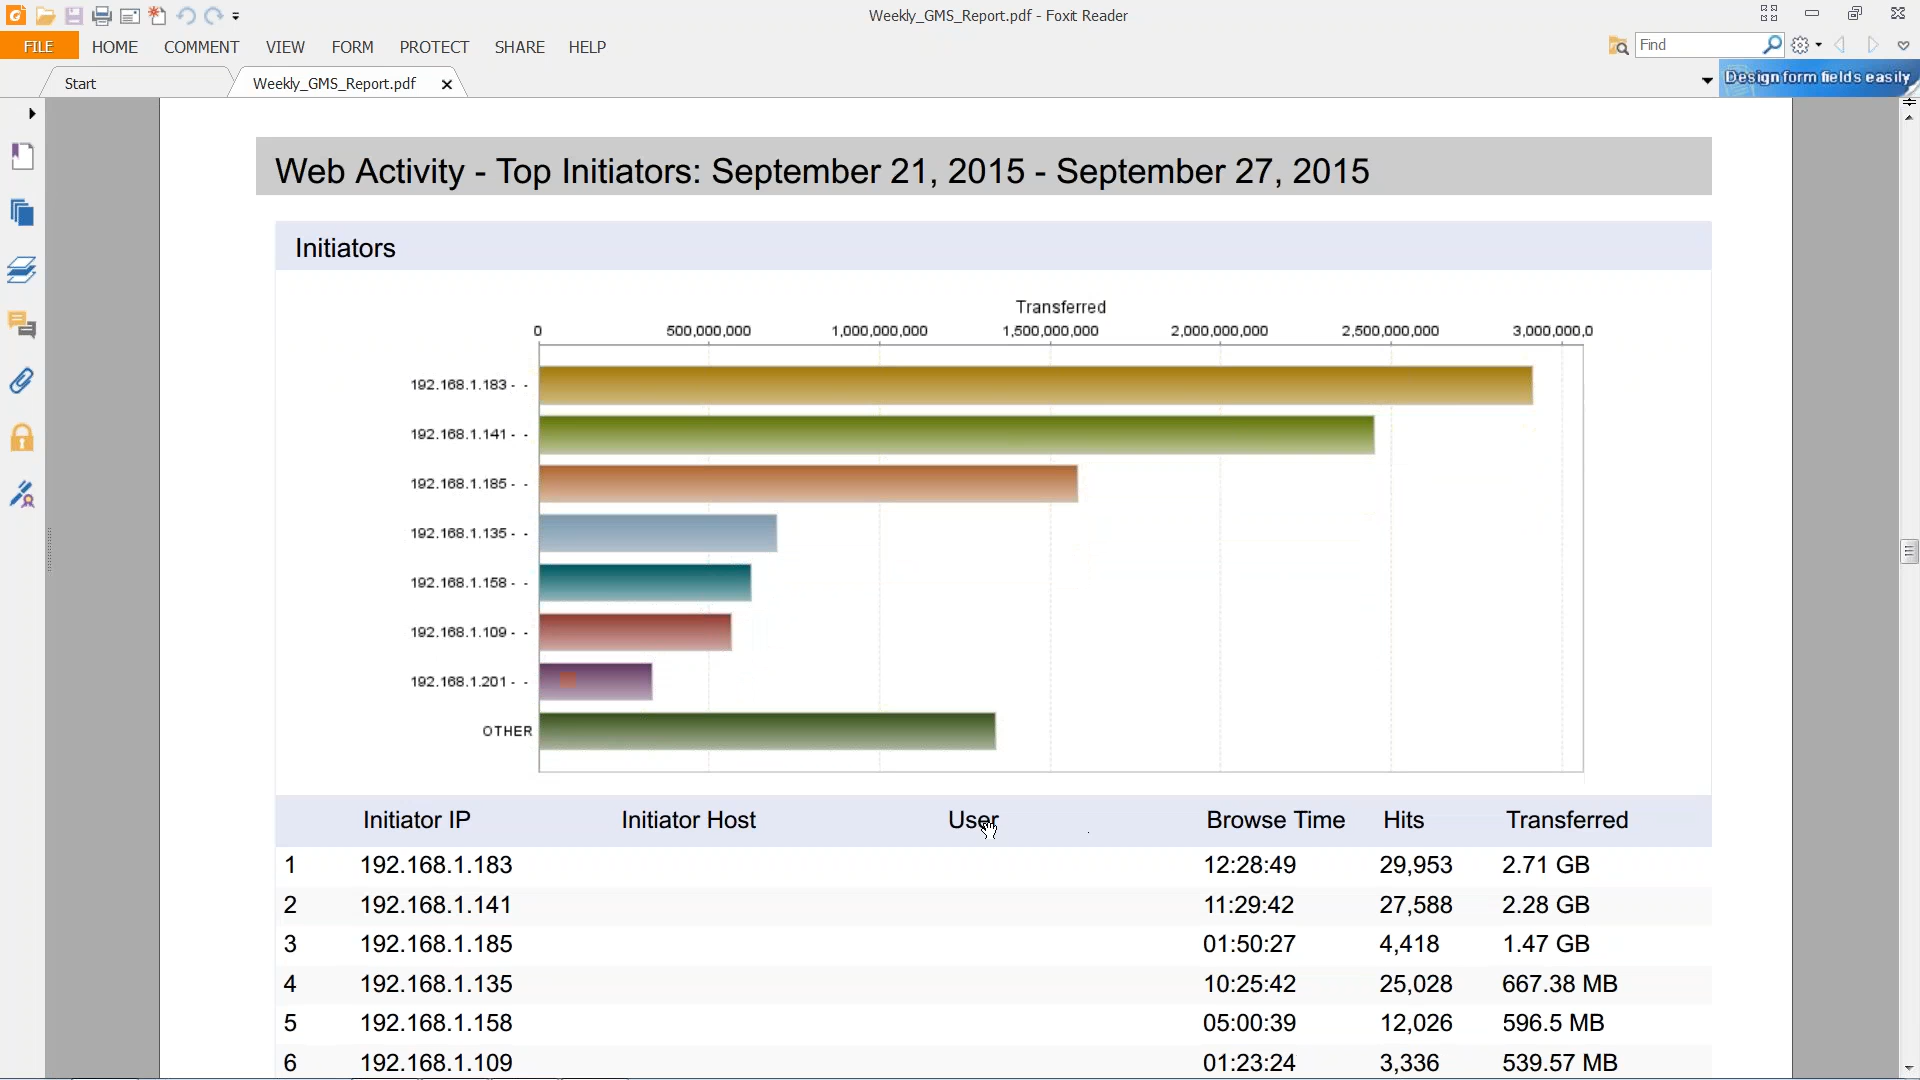 Weekly_GMS_Report.pdf - Foxit Reader
FILE HOME COMMENT VIEW FORM PROTECT SHARE HELP
Find
Start
Weekly_GMS_Report.pdf
Design form fields easily
Web Activity - Top Initiators: September 21, 2015 - September 27, 2015
Initiators
Transferred
0 500,000,000 1,000,000,000 1,500,000,000 2,000,000,000 2,500,000,000 3,000,000,0
192.168.1.183 - -
192.168.1.141 - -
192.168.1.185 - -
192.168.1.135 - -
192.168.1.158 - -
192.168.1.109 - -
192.168.1.201 - -
OTHER
Initiator IP Initiator Host User Browse Time Hits Transferred
1 192.168.1.183 12:28:49 29,953 2.71 GB
2 192.168.1.141 11:29:42 27,588 2.28 GB
3 192.168.1.185 01:50:27 4,418 1.47 GB
4 192.168.1.135 10:25:42 25,028 667.38 MB
5 192.168.1.158 05:00:39 12,026 596.5 MB
6 192.168.1.109 01:23:24 3,336 539.57 MB